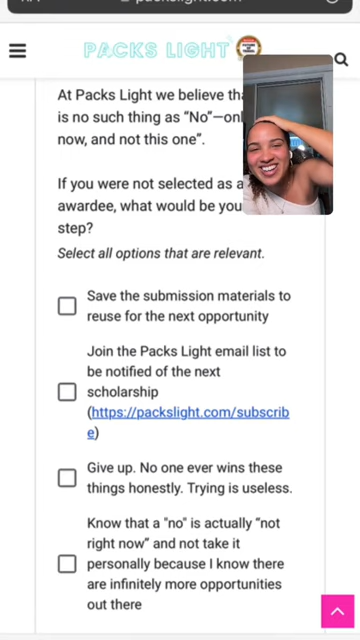 packslight.com
PACKS LIGHT
At Packs Light we believe
is no such thing as “No”—
now, and not this one”.
If you were not selected as
awardee, what would be
step?
Select all options that are relevant.
Save the submission materials to
reuse for the next opportunity
Join the Packs Light email list to
be notified of the next
scholarship
(https://packslight.com/subscrib
e)
Give up. No one ever wins these
things honestly. Trying is useless.
Know that a "no" is actually “not
right now” and not take it
personally because I know there
are infinitely more opportunities
out there